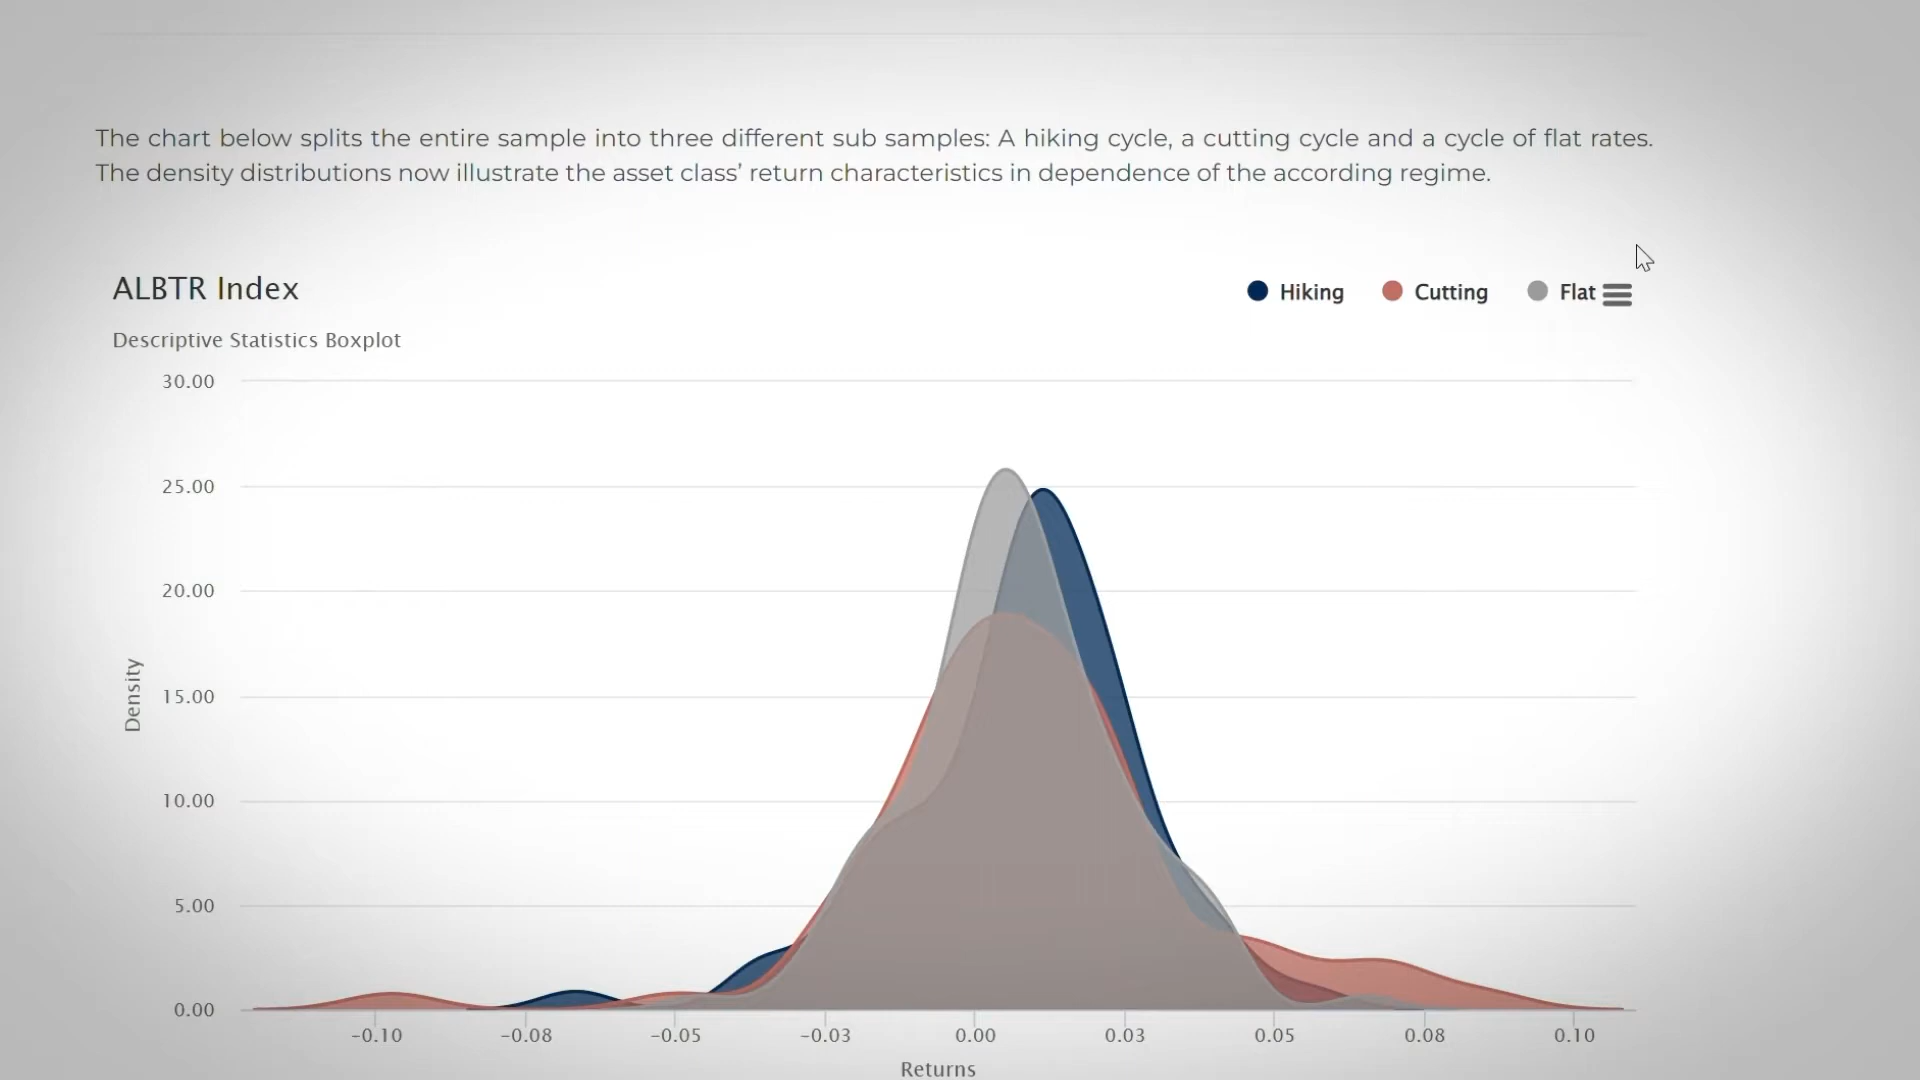 The chart below splits the entire sample into three different sub samples: A hiking cycle, a cutting cycle and a cycle of flat rates.
The density distributions now illustrate the asset class’ return characteristics in dependence of the according regime.
ALBTR Index
Hiking Cutting Flat
Descriptive Statistics Boxplot
30.00
25.00
20.00
15.00
10.00
5.00
0.00
Density
-0.10 -0.08 -0.05 -0.03 0.00 0.03 0.05 0.08 0.10
Returns